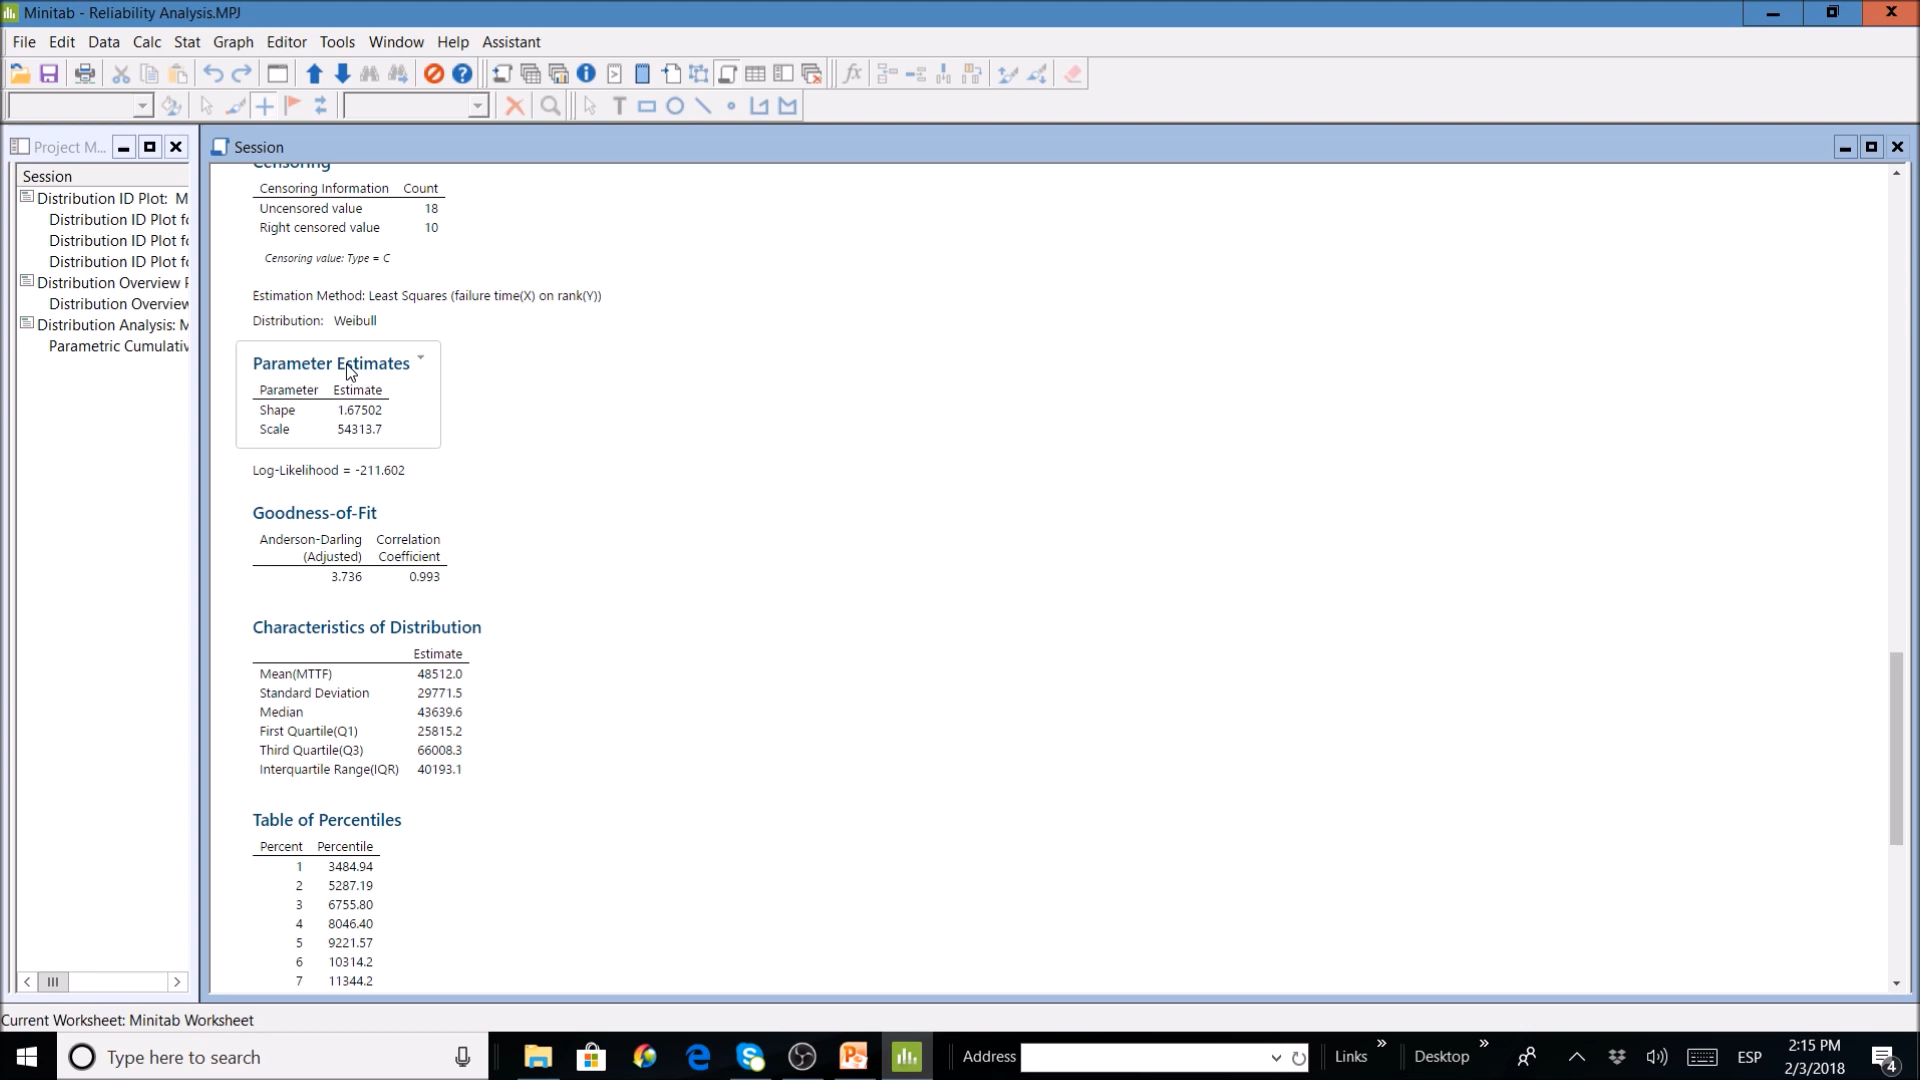 Minitab - Reliability Analysis.MPJ
File Edit Data Calc Stat Graph Editor Tools Window Help Assistant
Project M...
Session
Distribution ID Plot: M
Distribution ID Plot fo
Distribution ID Plot fo
Distribution ID Plot fo
Distribution Overview P
Distribution Overview
Distribution Analysis: M
Parametric Cumulativ
Session
Censoring
Censoring Information Count
Uncensored value 18
Right censored value 10
Censoring value: Type = C
Estimation Method: Least Squares (failure time(X) on rank(Y))
Distribution: Weibull
Parameter Estimates
Parameter Estimate
Shape 1.67502
Scale 54313.7
Log-Likelihood = -211.602
Goodness-of-Fit
Anderson-Darling Correlation
(Adjusted) Coefficient
3.736 0.993
Characteristics of Distribution
Estimate
Mean(MTTF) 48512.0
Standard Deviation 29771.5
Median 43639.6
First Quartile(Q1) 25815.2
Third Quartile(Q3) 66008.3
Interquartile Range(IQR) 40193.1
Table of Percentiles
Percent Percentile
1 3484.94
2 5287.19
3 6755.80
4 8046.40
5 9221.57
6 10314.2
7 11344.2
Current Worksheet: Minitab Worksheet
Type here to search
Address
Links
Desktop
ESP
2:15 PM
2/3/2018
4